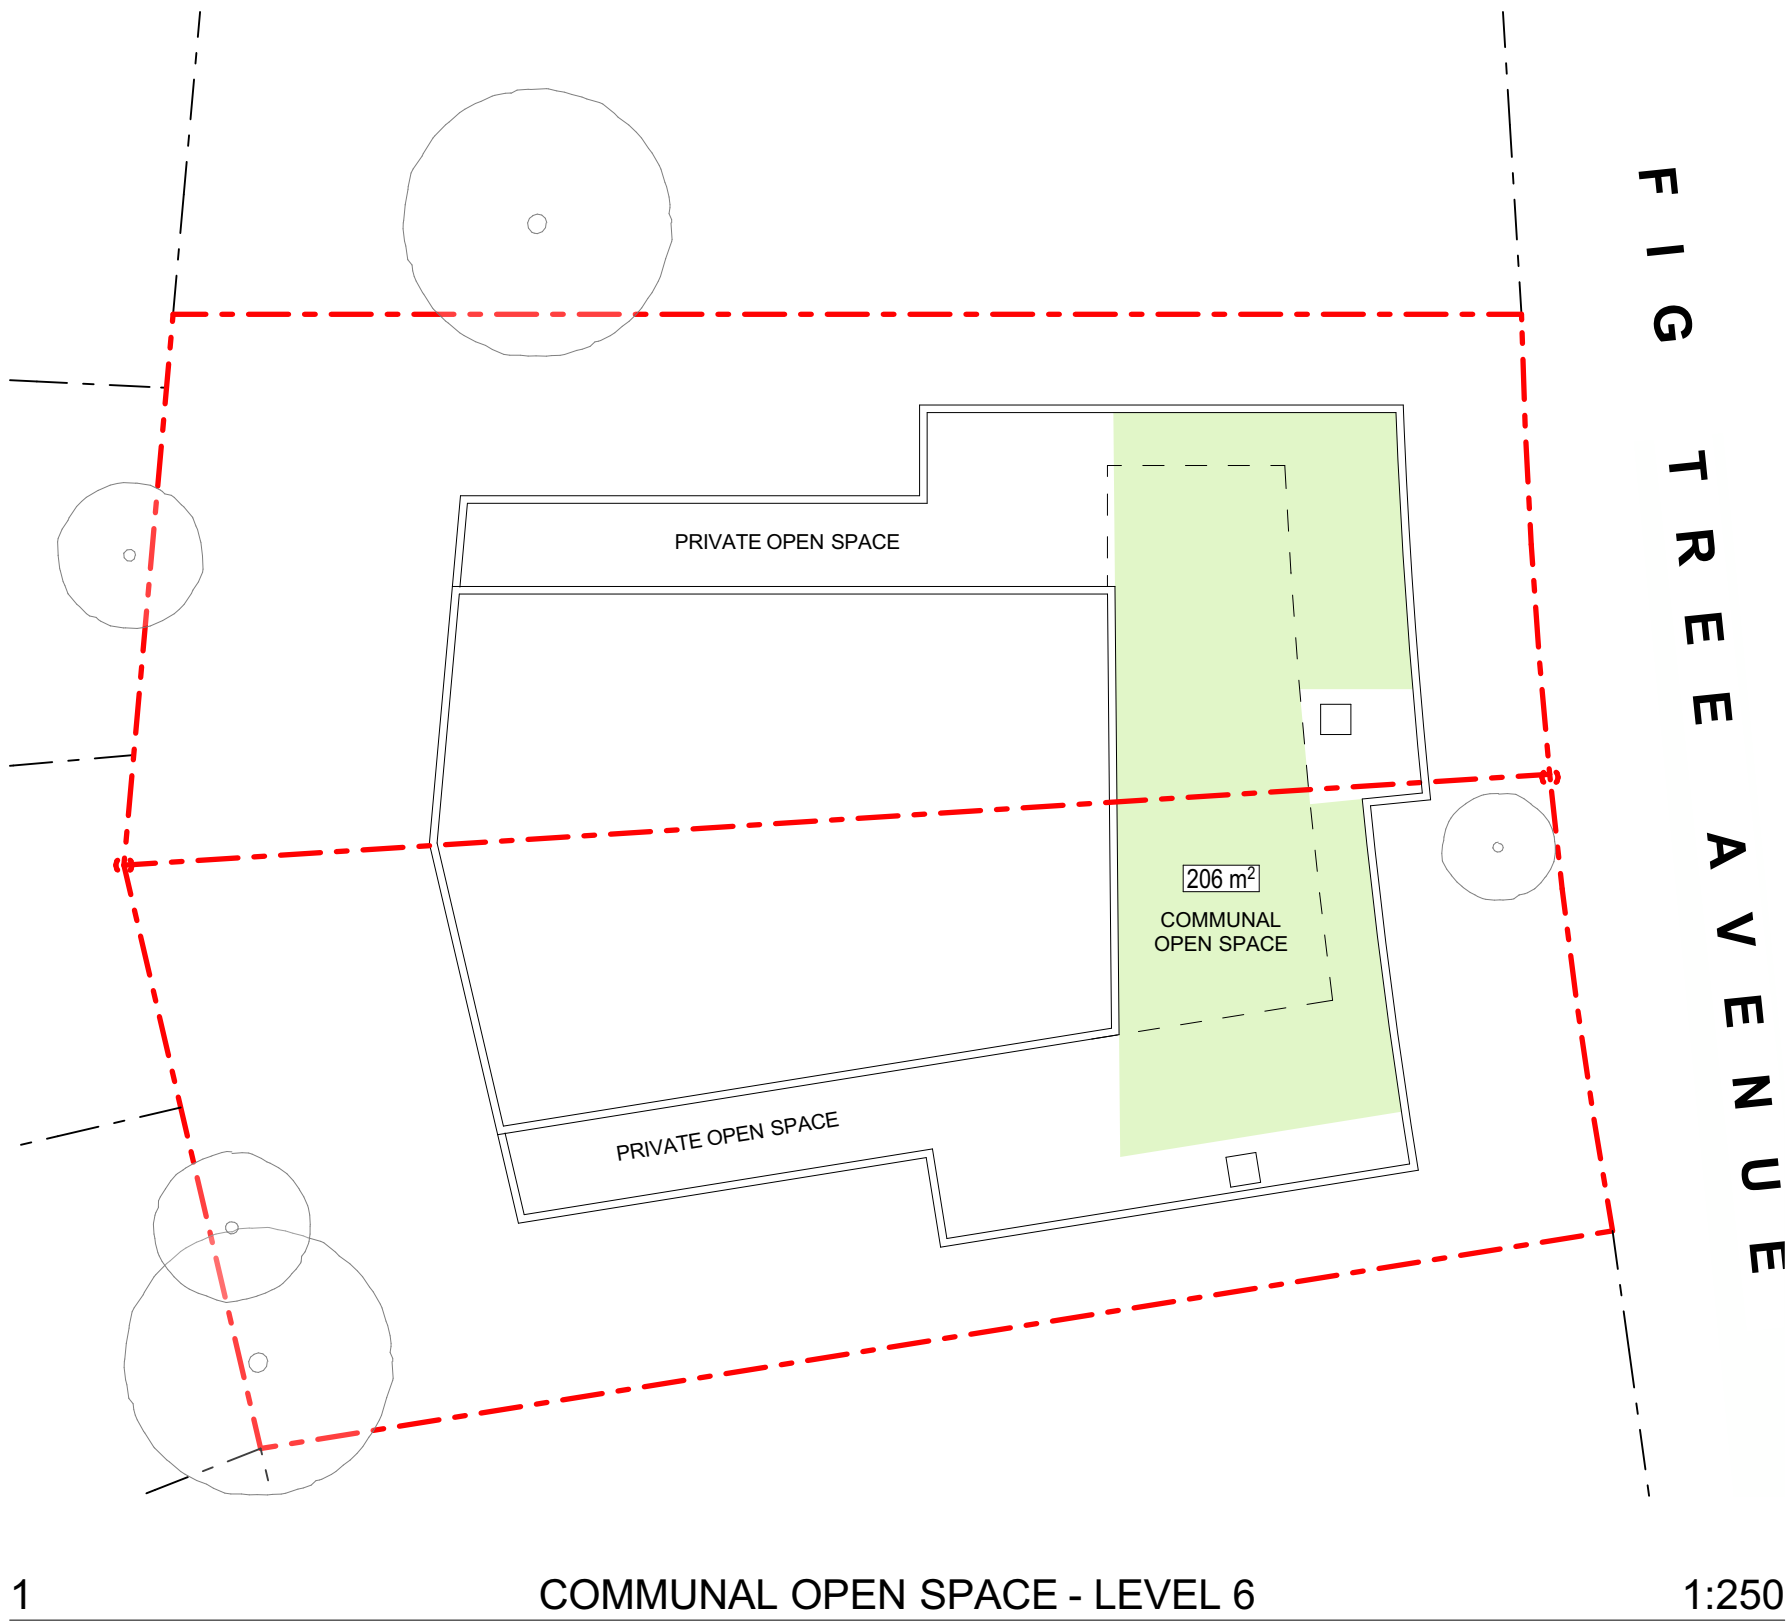 FIG TREE AVENUE
PRIVATE OPEN SPACE
206 m²
COMMUNAL
OPEN SPACE
PRIVATE OPEN SPACE
1 COMMUNAL OPEN SPACE - LEVEL 6 1:250